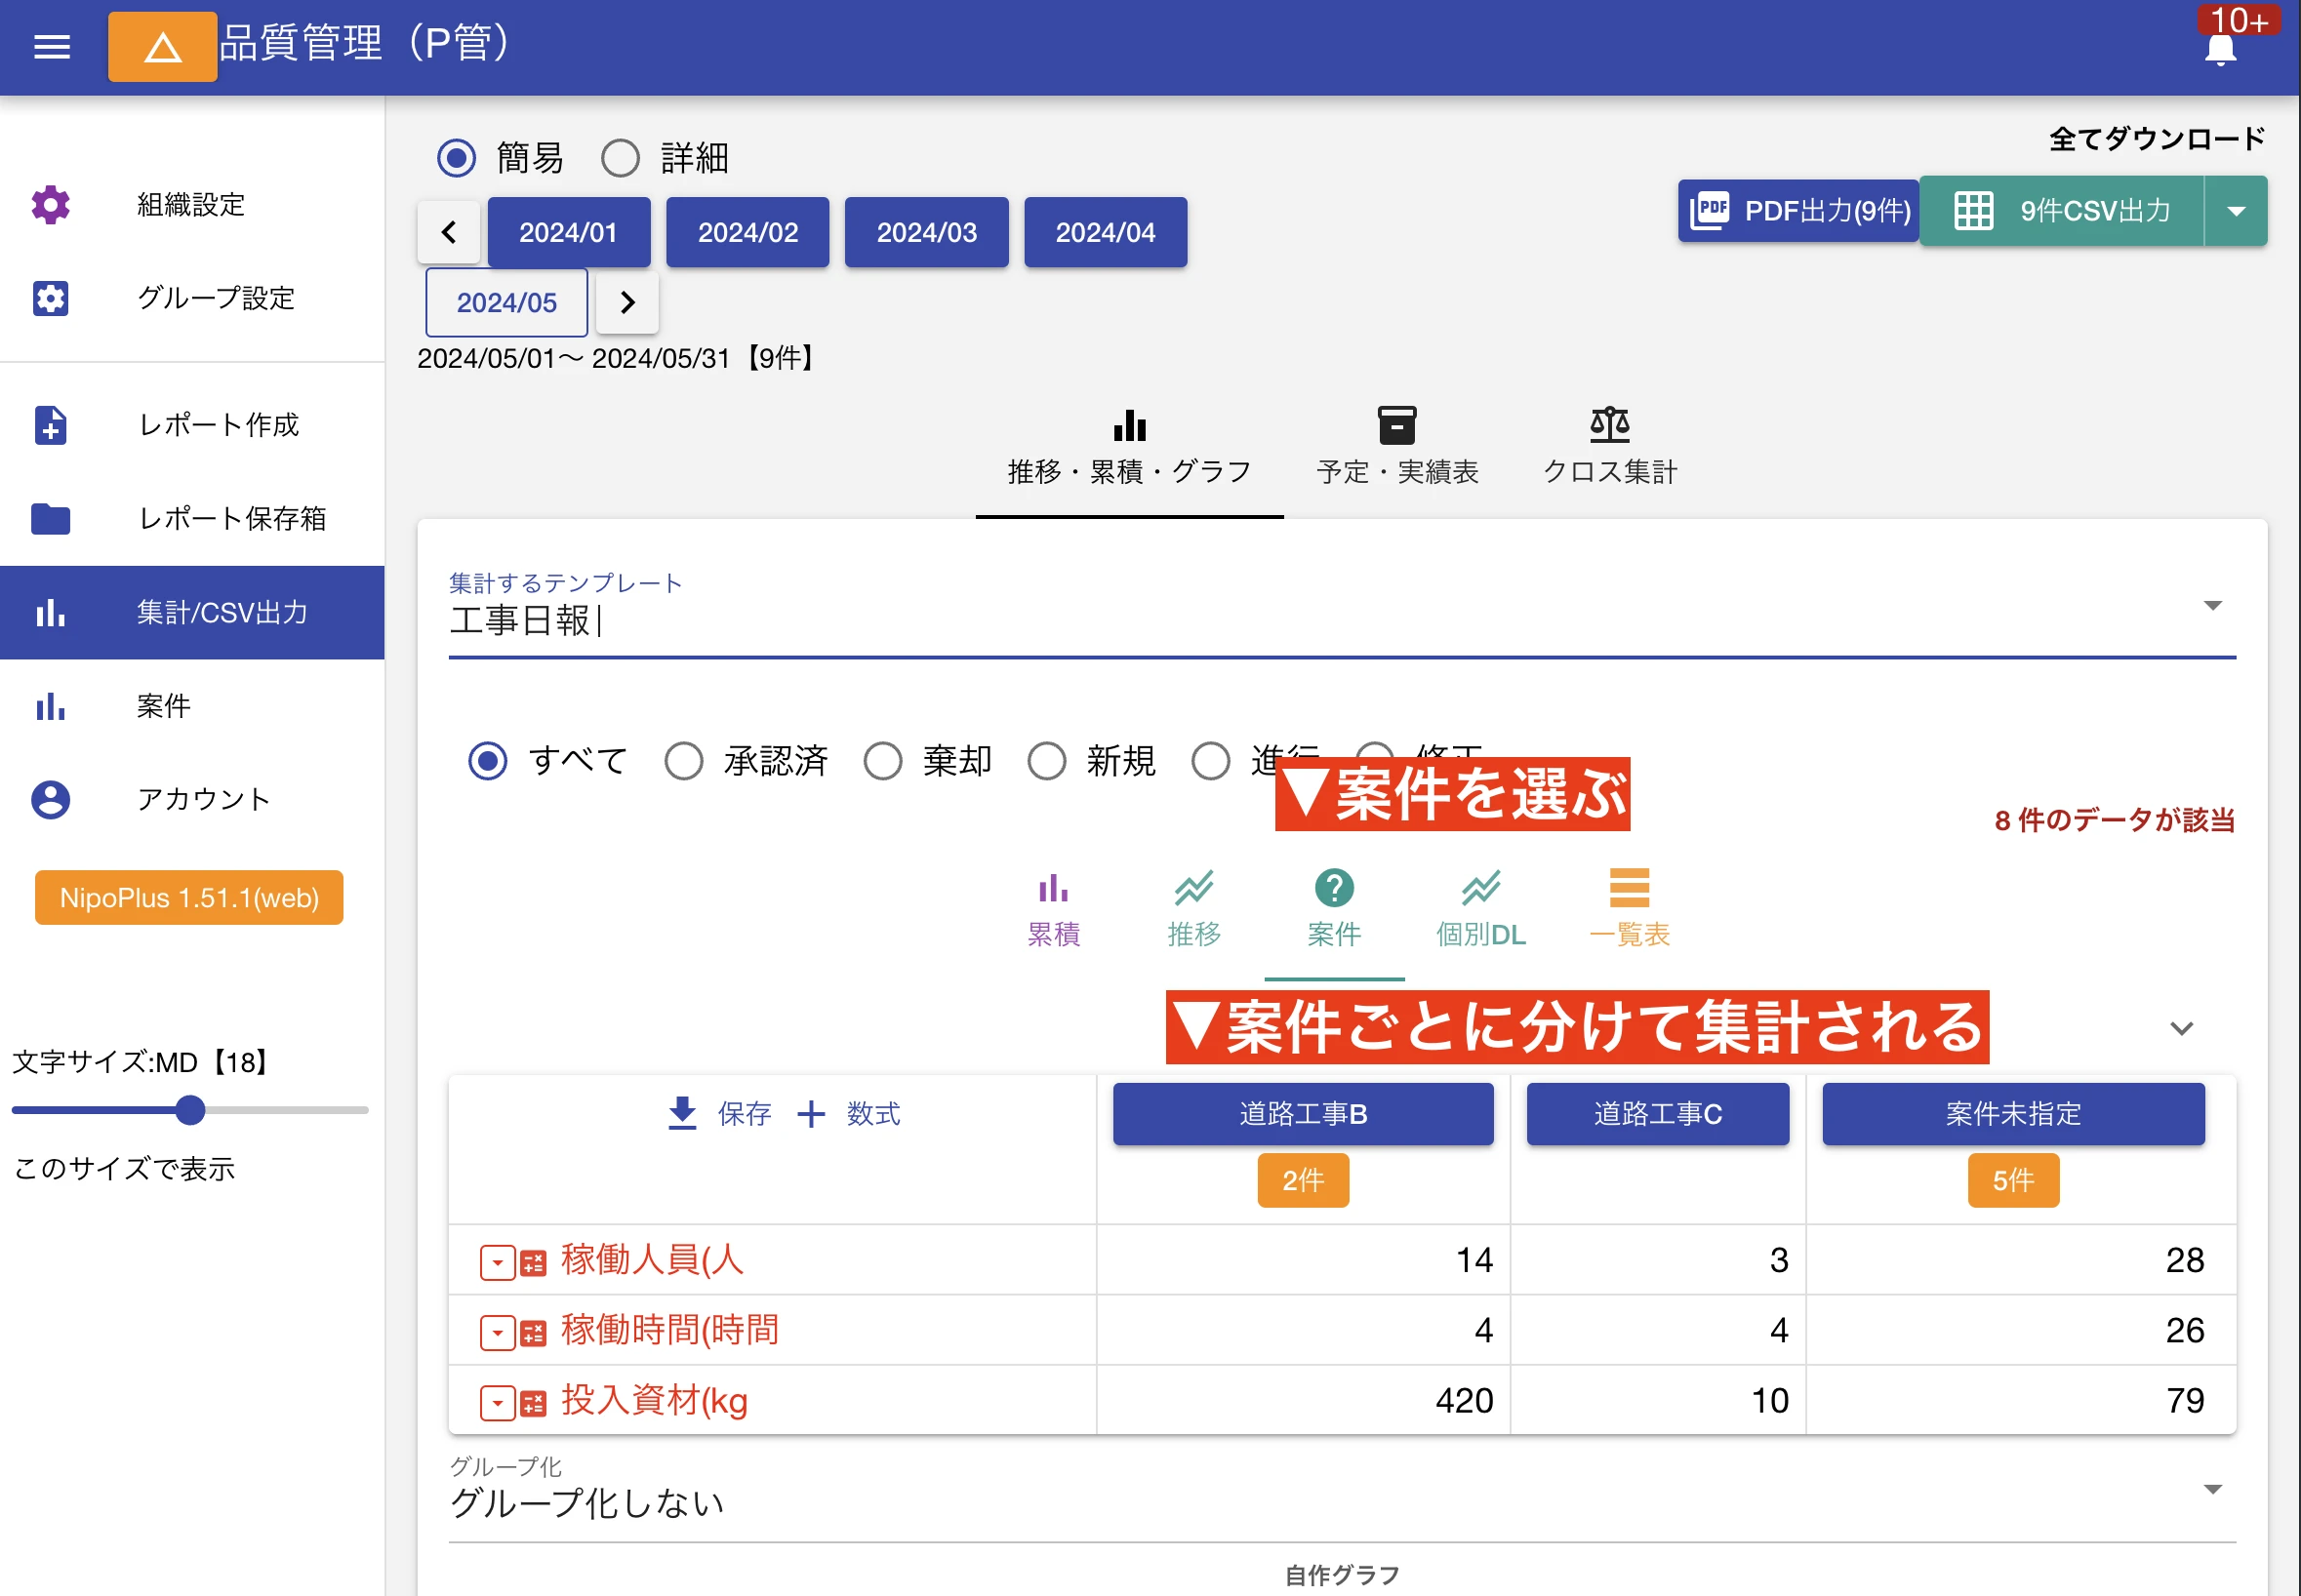 品質管理（P管）
10+
組織設定
グループ設定
レポート作成
レポート保存箱
集計/CSV出力
案件
アカウント
NipoPlus 1.51.1(web)
文字サイズ:MD【18】
このサイズで表示
簡易 詳細
全てダウンロード
PDF出力(9件) 9件CSV出力
2024/01 2024/02 2024/03 2024/04
2024/05
2024/05/01～ 2024/05/31【9件】
推移・累積・グラフ 予定・実績表 クロス集計
集計するテンプレート
工事日報
すべて 承認済 棄却 新規 進行 修正
▼案件を選ぶ
8 件のデータが該当
累積 推移 案件 個別DL 一覧表
▼案件ごとに分けて集計される
保存 数式 道路工事B 道路工事C 案件未指定
2件 5件
稼働人員(人 14 3 28
稼働時間(時間 4 4 26
投入資材(kg 420 10 79
グループ化
グループ化しない
自作グラフ